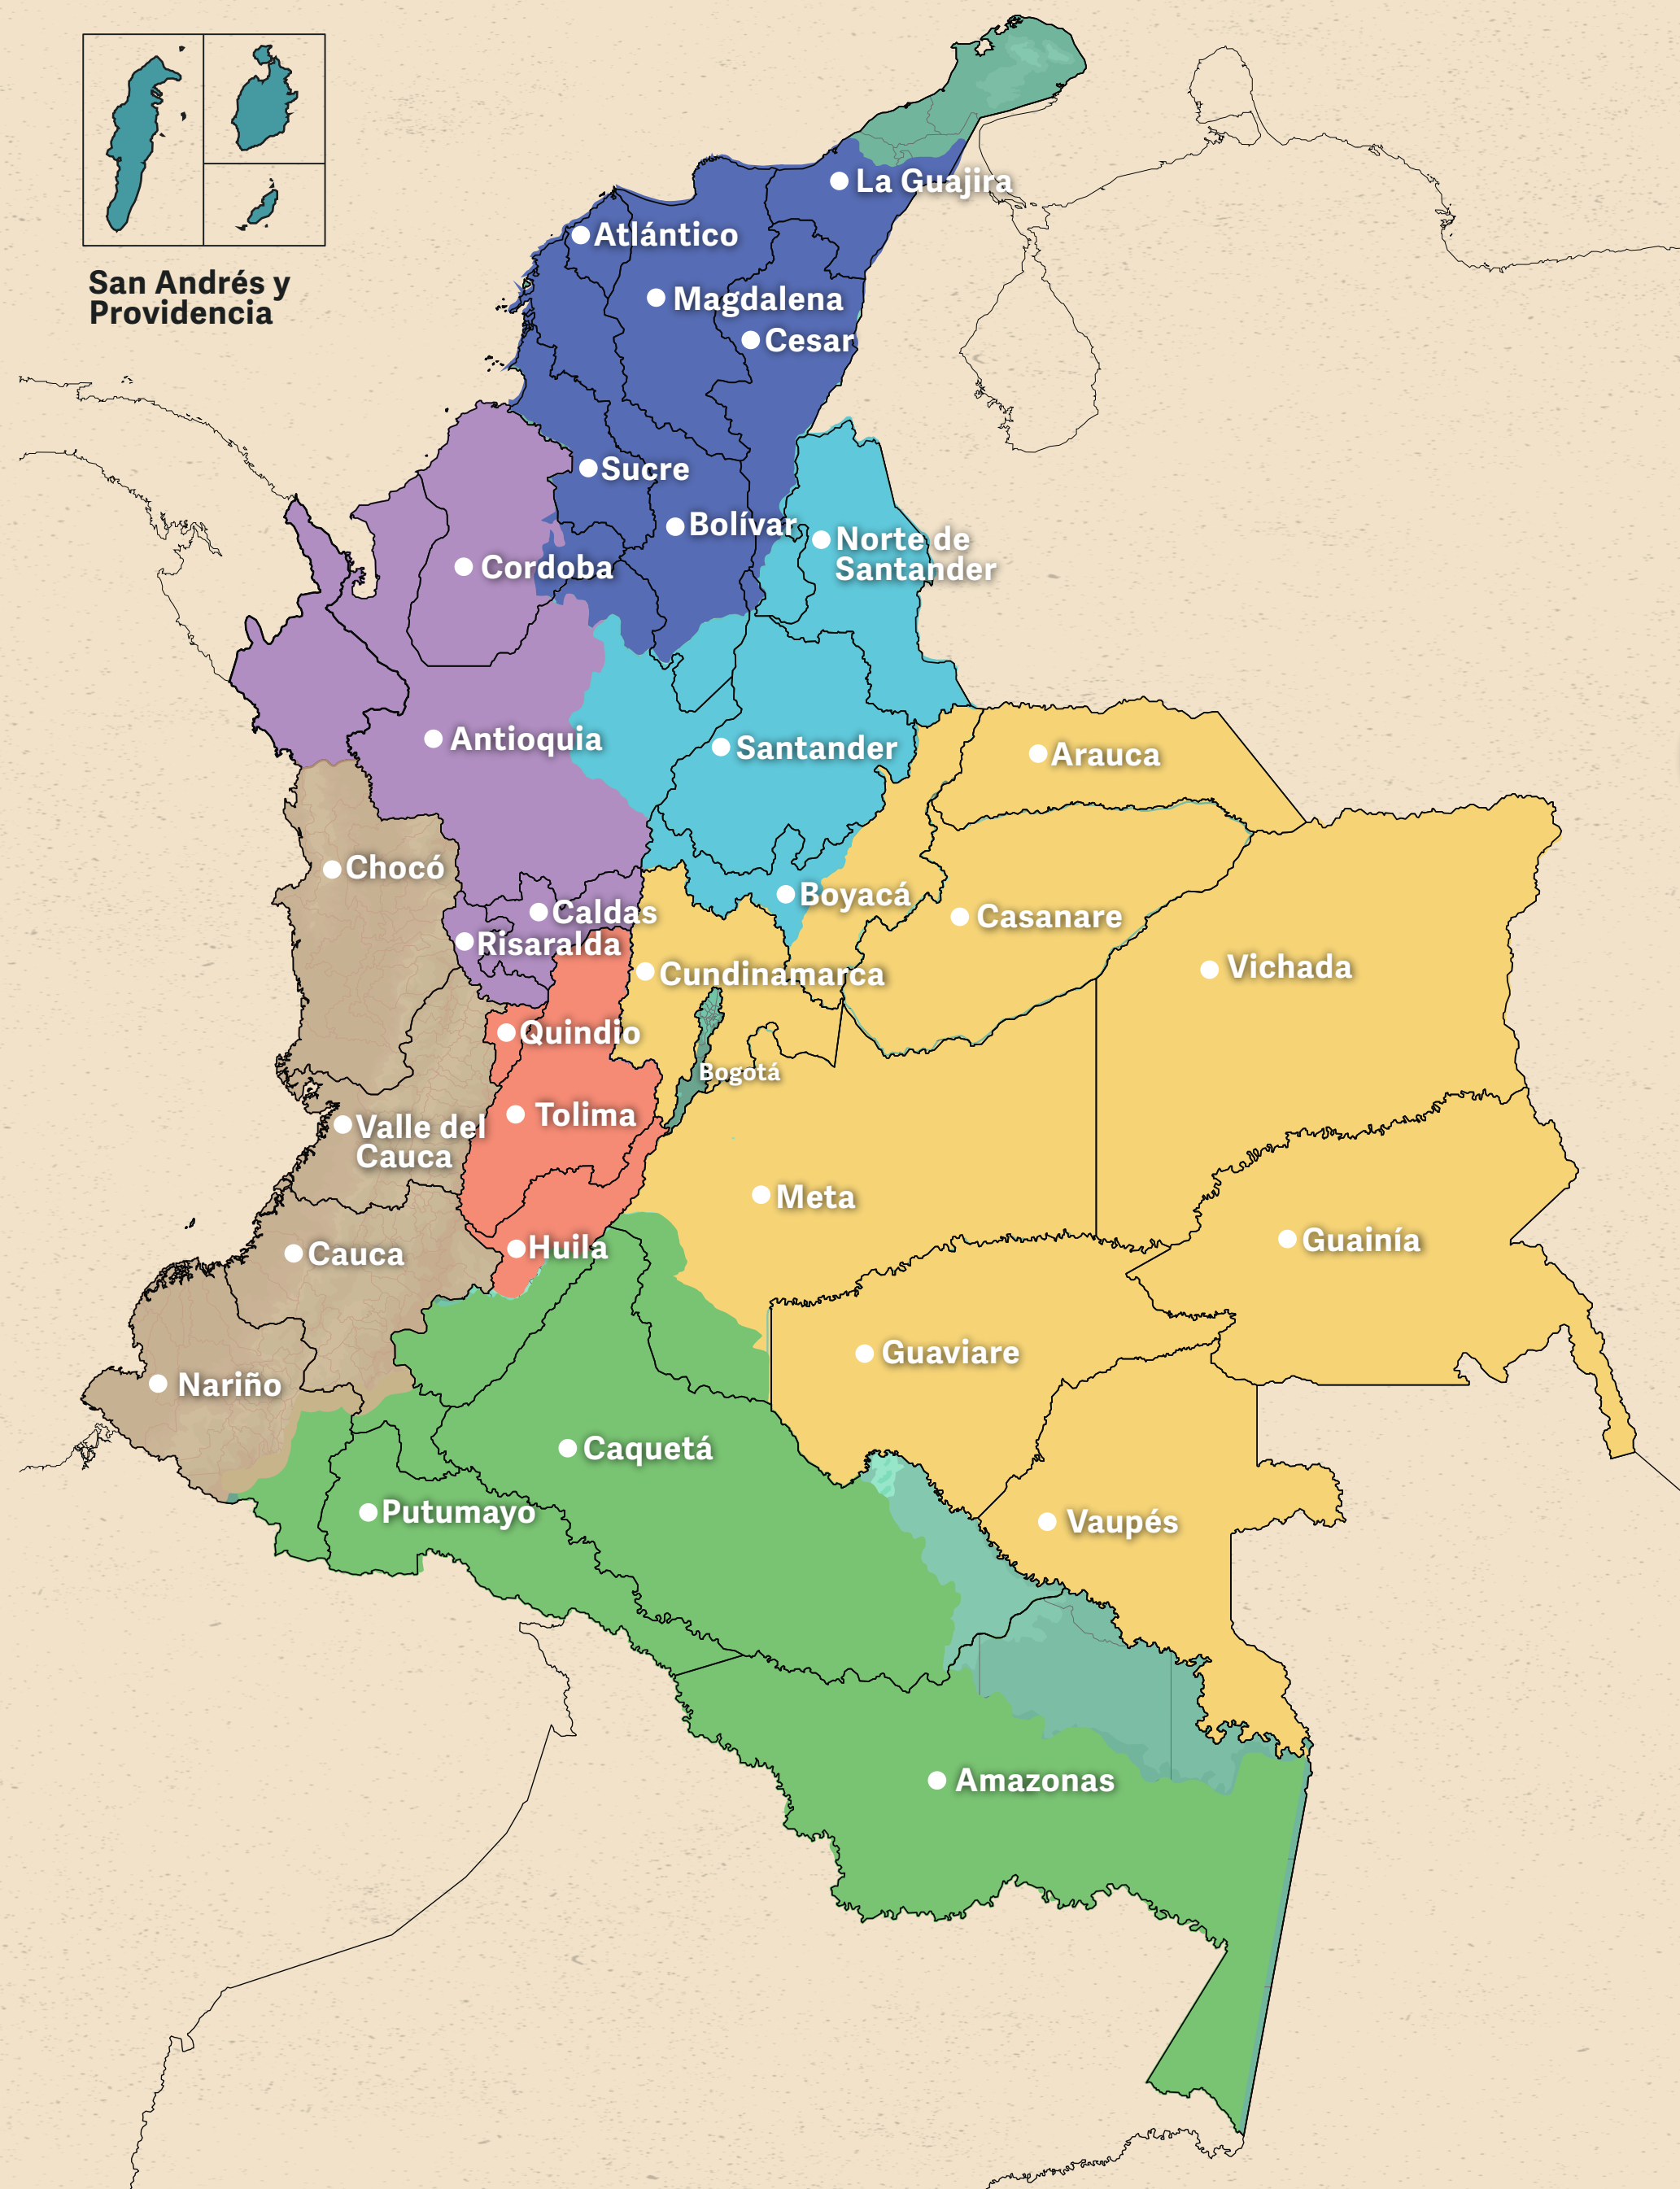 San Andrés y
Providencia
La Guajira
Atlántico
Magdalena
Cesar
Sucre
Bolívar
Norte de
Santander
Cordoba
Antioquia
Santander
Arauca
Chocó
Boyacá
Caldas
Casanare
Risaralda
Vichada
Cundinamarca
Quindio
Bogotá
Tolima
Valle del
Cauca
Meta
Guainía
Huila
Cauca
Guaviare
Nariño
Caquetá
Putumayo
Vaupés
Amazonas